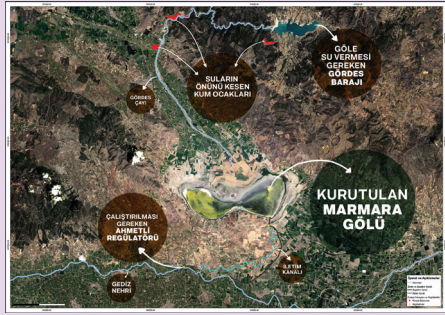 GÖLE
SU VERMESİ
GEREKEN
GÖRDES
BARAJI
SULARIN
ÖNÜNÜ KESEN
KUM OCAKLARI
GÖRDES
ÇAYI
KURUTULAN
MARMARA
GÖLÜ
ÇALIŞTIRILMASI
GEREKEN
AHMETLİ
REGÜLATÖRÜ
İLETİM
KANALI
GEDİZ
NEHRİ